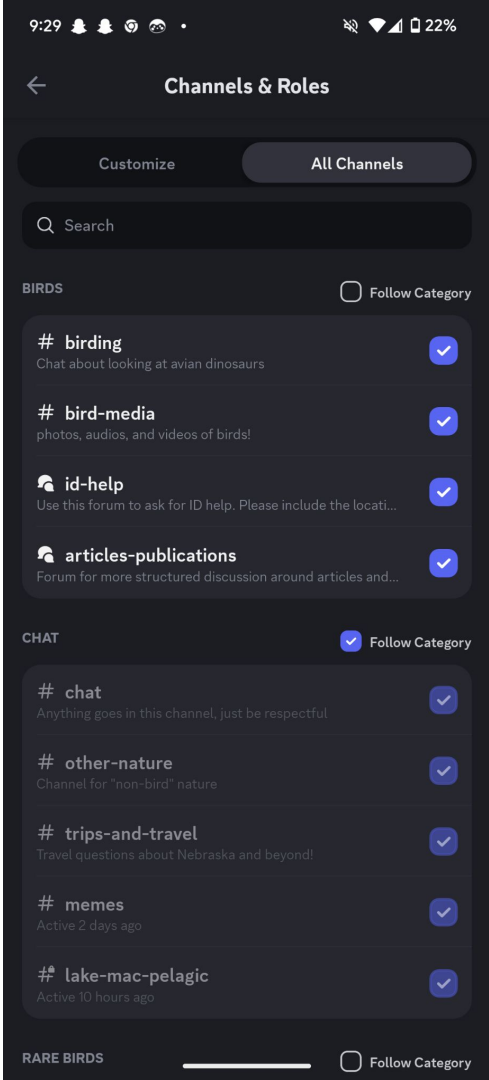 9:29
22%
Channels & Roles
Customize
All Channels
Search
BIRDS
Follow Category
# birding
Chat about looking at avian dinosaurs
# bird-media
photos, audios, and videos of birds!
id-help
Use this forum to ask for ID help. Please include the locati...
articles-publications
Forum for more structured discussion around articles and...
CHAT
Follow Category
# chat
Anything goes in this channel, just be respectful
# other-nature
Channel for "non-bird" nature
# trips-and-travel
Travel questions about Nebraska and beyond!
# memes
Active 2 days ago
# lake-mac-pelagic
Active 10 hours ago
RARE BIRDS
Follow Category